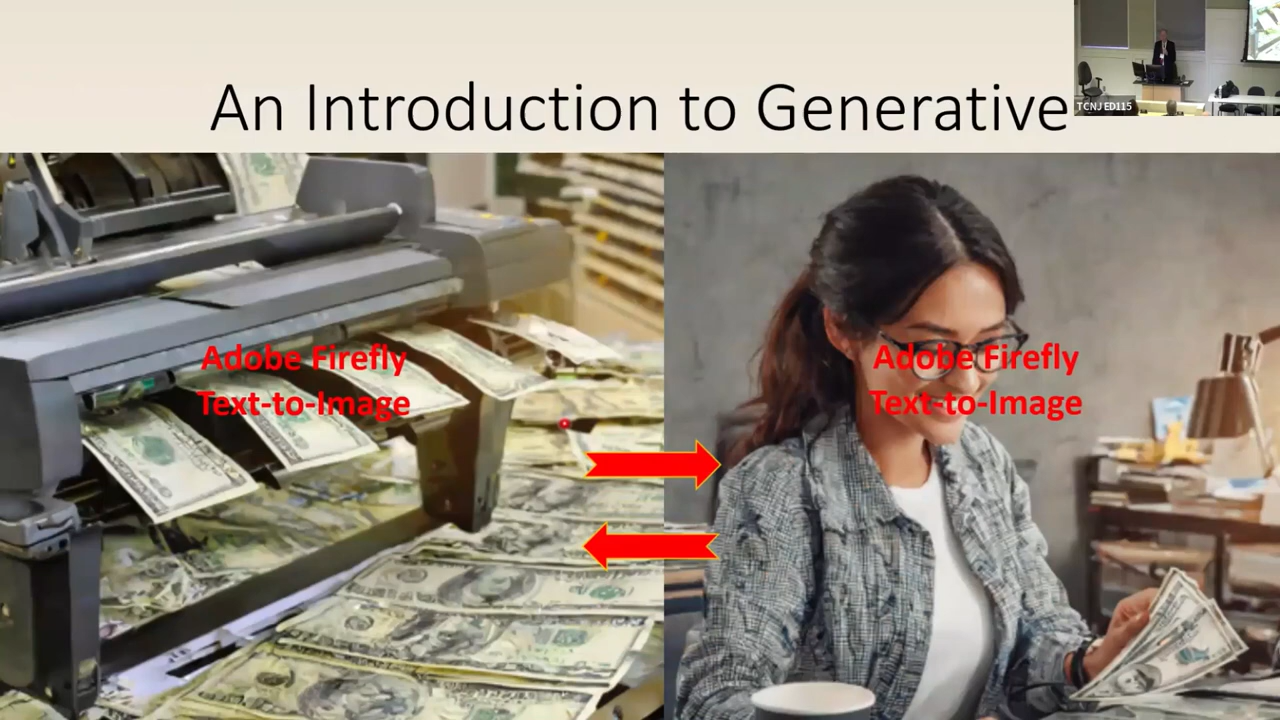 An Introduction to Generative
TCNJ ED115
Adobe Firefly
Text-to-Image
Adobe Firefly
Text-to-Image